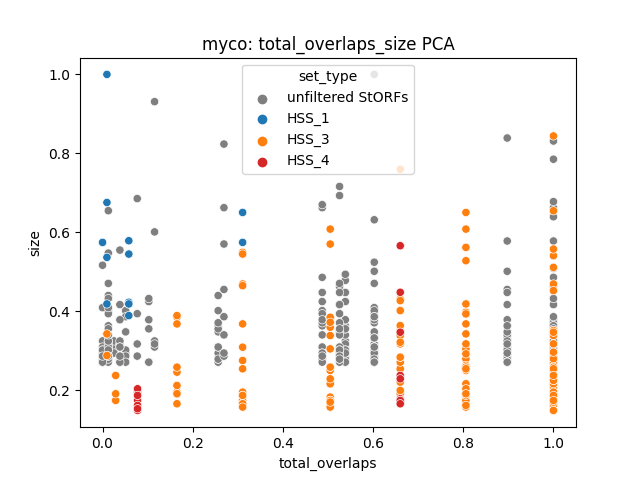 myco: total_overlaps_size PCA
set_type
unfiltered StORFs
HSS_1
HSS_3
HSS_4
size
1.0
0.8
0.6
0.4
0.2
0.0 0.2 0.4 0.6 0.8 1.0
total_overlaps